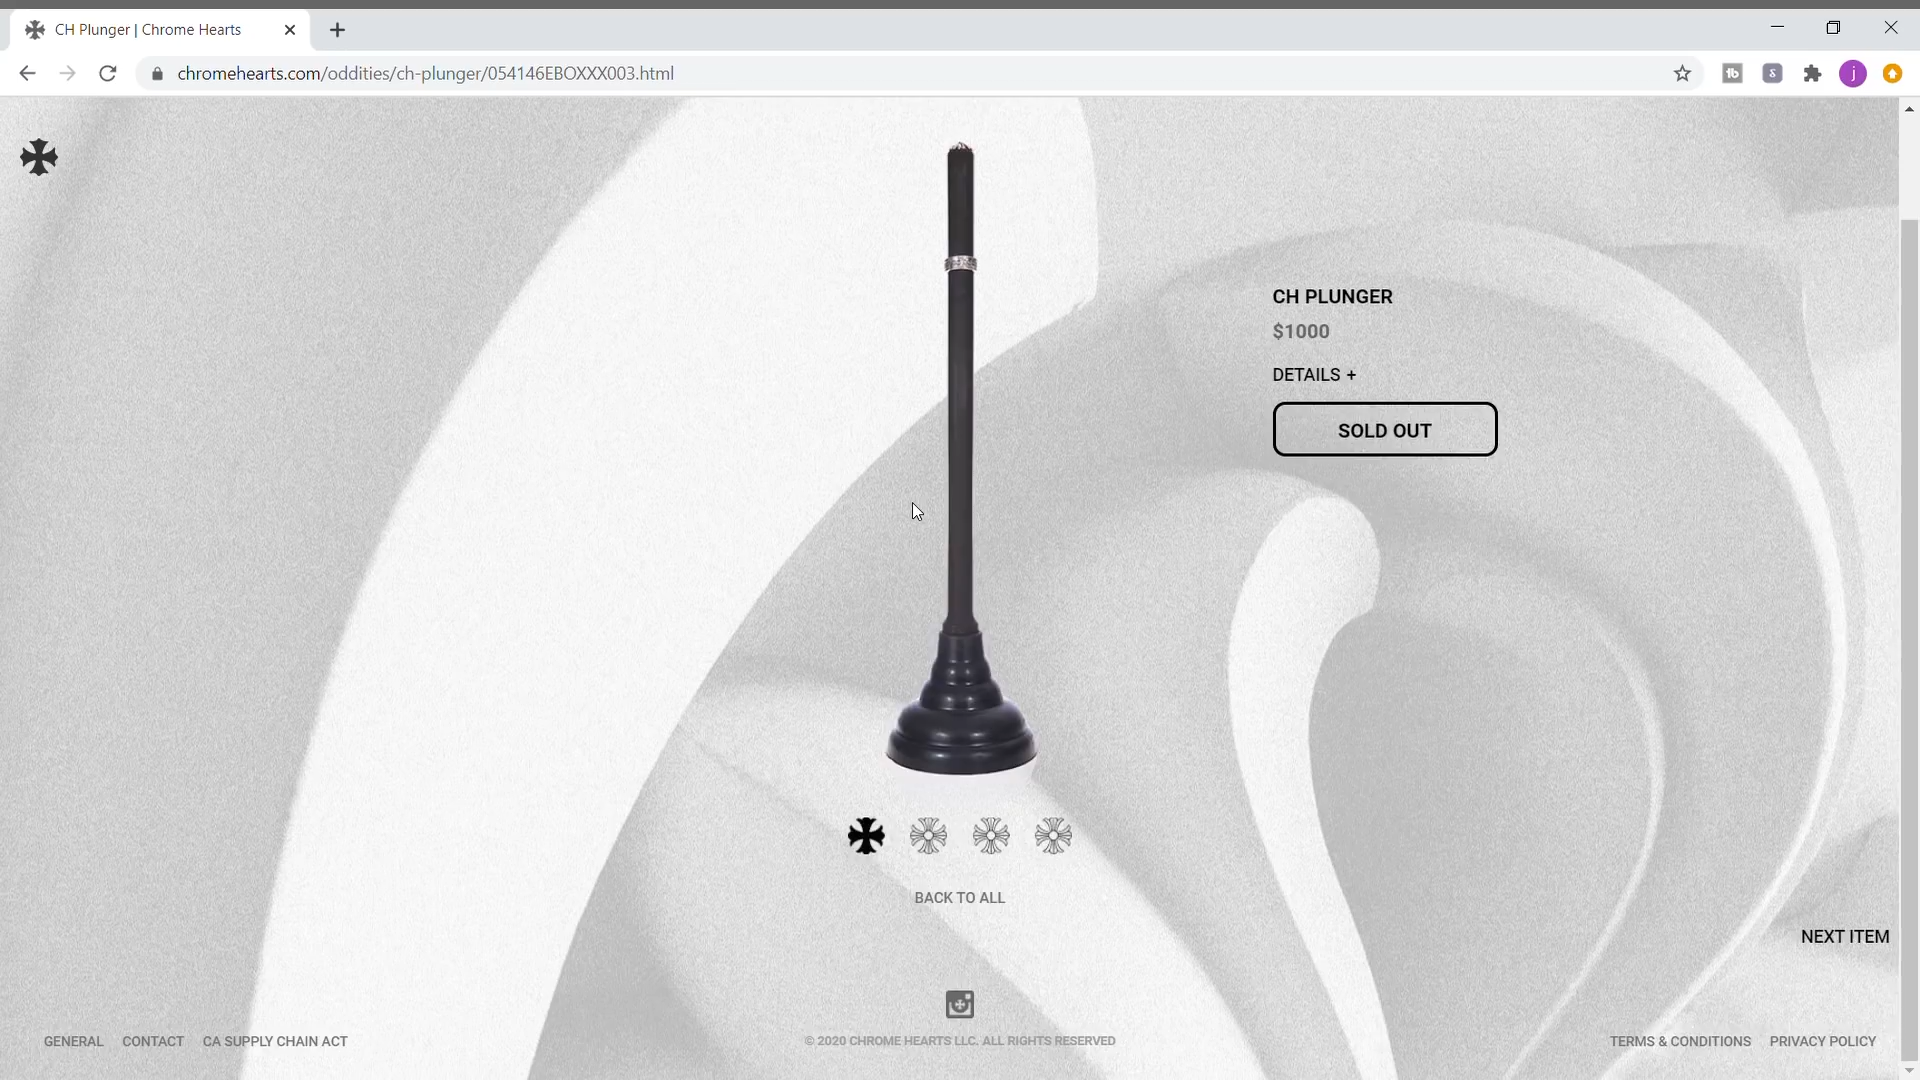 CH Plunger | Chrome Hearts
chromehearts.com/oddities/ch-plunger/054146EBOXXX003.html
tb
s
j
CH PLUNGER
$1000
DETAILS +
SOLD OUT
BACK TO ALL
NEXT ITEM
GENERAL CONTACT CA SUPPLY CHAIN ACT
© 2020 CHROME HEARTS LLC. ALL RIGHTS RESERVED
TERMS & CONDITIONS PRIVACY POLICY